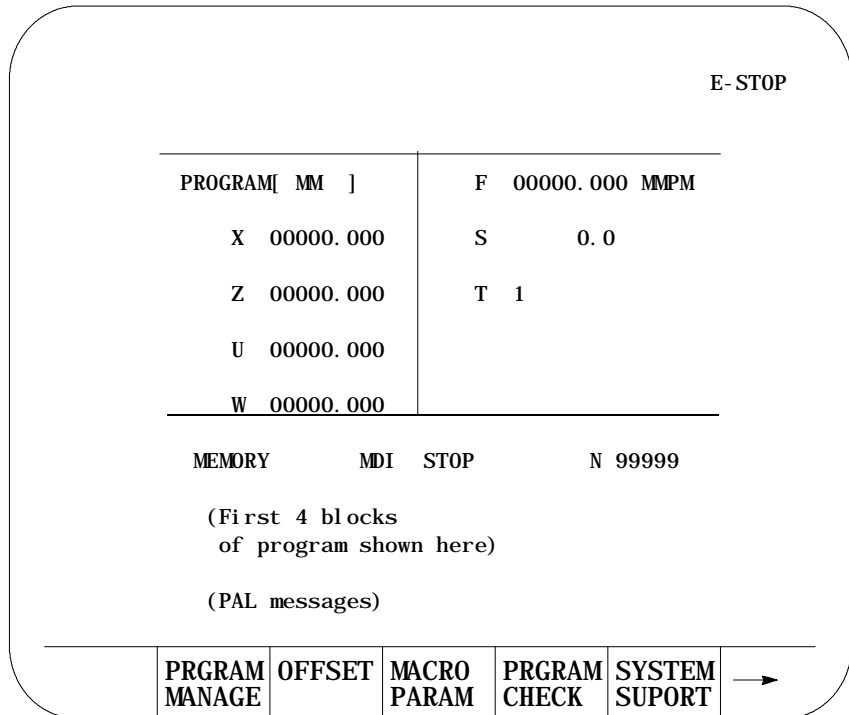 E-STOP
PROGRAM[ MM ] F 00000.000 MMPM
X 00000.000 S 0.0
Z 00000.000 T 1
U 00000.000
W 00000.000
MEMORY MDI STOP N 99999
(First 4 blocks
of program shown here)
(PAL messages)
PRGRAM OFFSET MACRO PRGRAM SYSTEM
MANAGE PARAM CHECK SUPORT